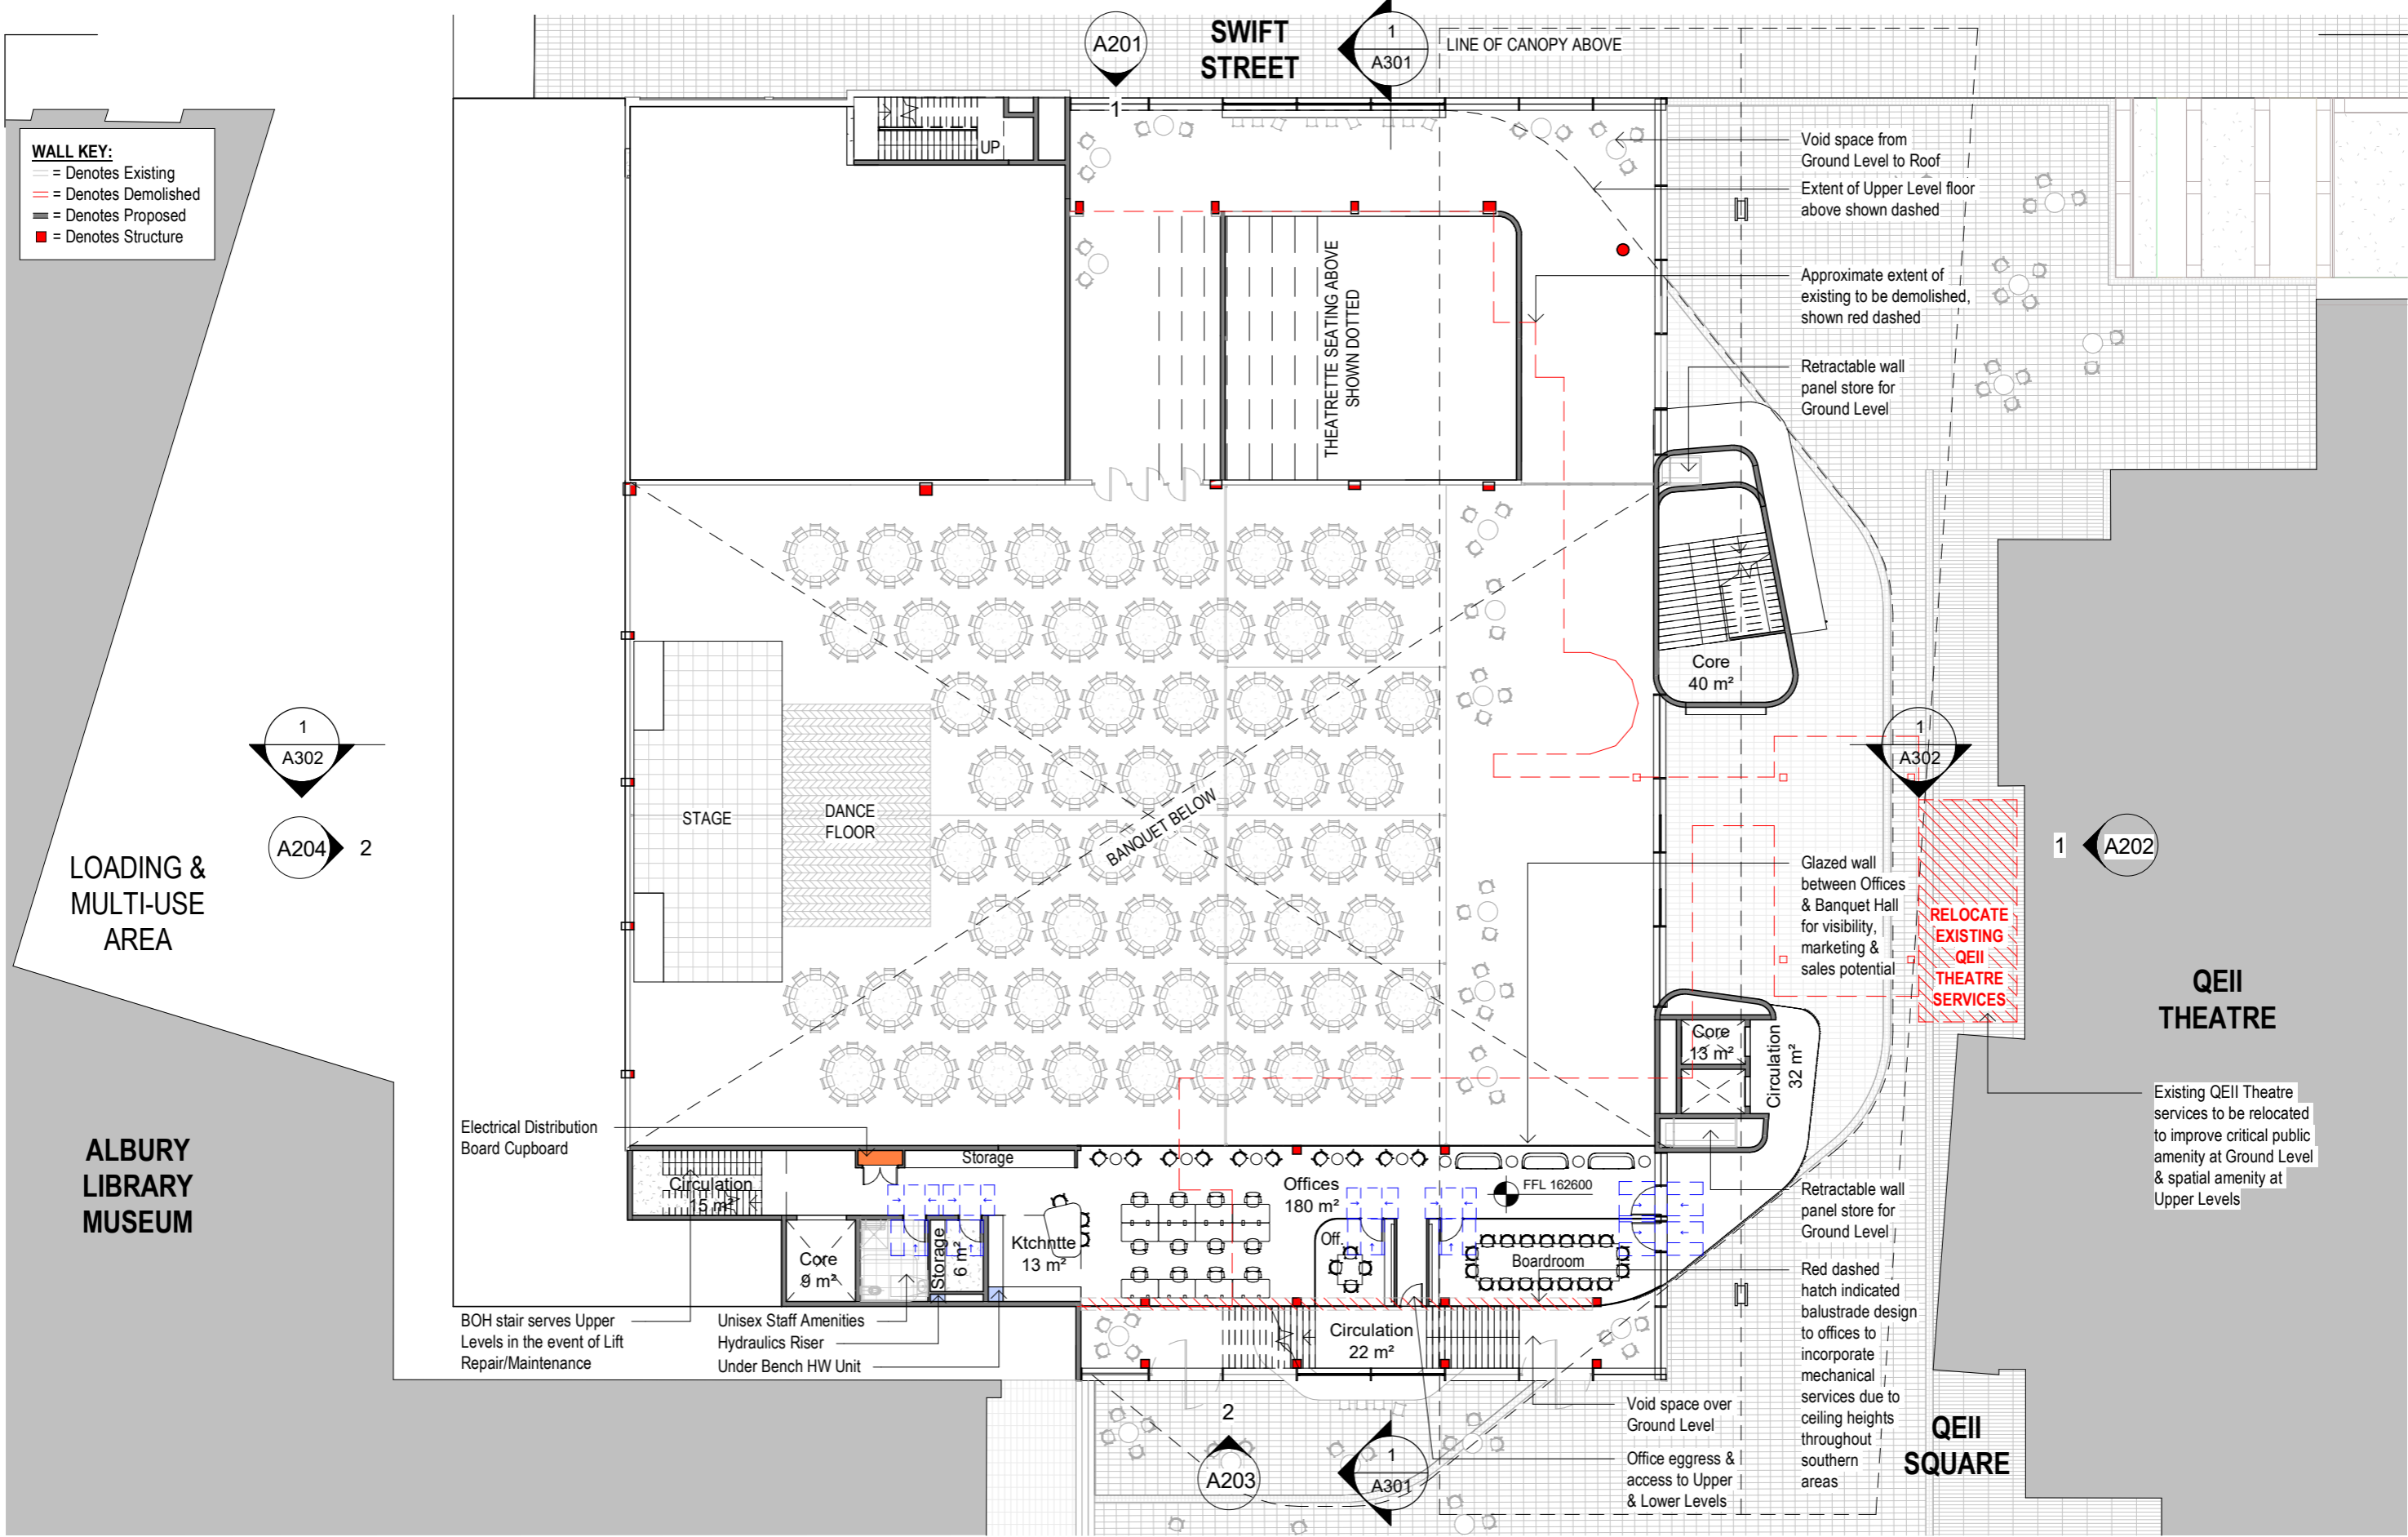 SWIFT
STREET
A201
1
1
A301
LINE OF CANOPY ABOVE
WALL KEY:
= Denotes Existing
= Denotes Demolished
= Denotes Proposed
= Denotes Structure
UP
Void space from
Ground Level to Roof
Extent of Upper Level floor
above shown dashed
Approximate extent of
existing to be demolished,
shown red dashed
Retractable wall
panel store for
Ground Level
THEATRETTE SEATING ABOVE
SHOWN DOTTED
Core
40 m²
1
A302
1
A302
A204
2
LOADING &
MULTI-USE
AREA
STAGE
DANCE
FLOOR
BANQUET BELOW
Glazed wall
between Offices
& Banquet Hall
for visibility,
marketing &
sales potential
1
A202
RELOCATE
EXISTING
QEII
THEATRE
SERVICES
QEII
THEATRE
Core
13 m²
Circulation
32 m²
Existing QEII Theatre
services to be relocated
to improve critical public
amenity at Ground Level
& spatial amenity at
Upper Levels
ALBURY
LIBRARY
MUSEUM
Electrical Distribution
Board Cupboard
Storage
Circulation
15 m²
Offices
180 m²
FFL 162600
Retractable wall
panel store for
Ground Level
Core
9 m²
Storage
6 m²
Ktchntte
13 m²
Off.
Boardroom
Red dashed
hatch indicated
balustrade design
to offices to
incorporate
mechanical
services due to
ceiling heights
throughout
southern
areas
BOH stair serves Upper
Levels in the event of Lift
Repair/Maintenance
Unisex Staff Amenities
Hydraulics Riser
Under Bench HW Unit
Circulation
22 m²
Void space over
Ground Level
Office eggress &
access to Upper
& Lower Levels
2
A203
1
A301
QEII
SQUARE